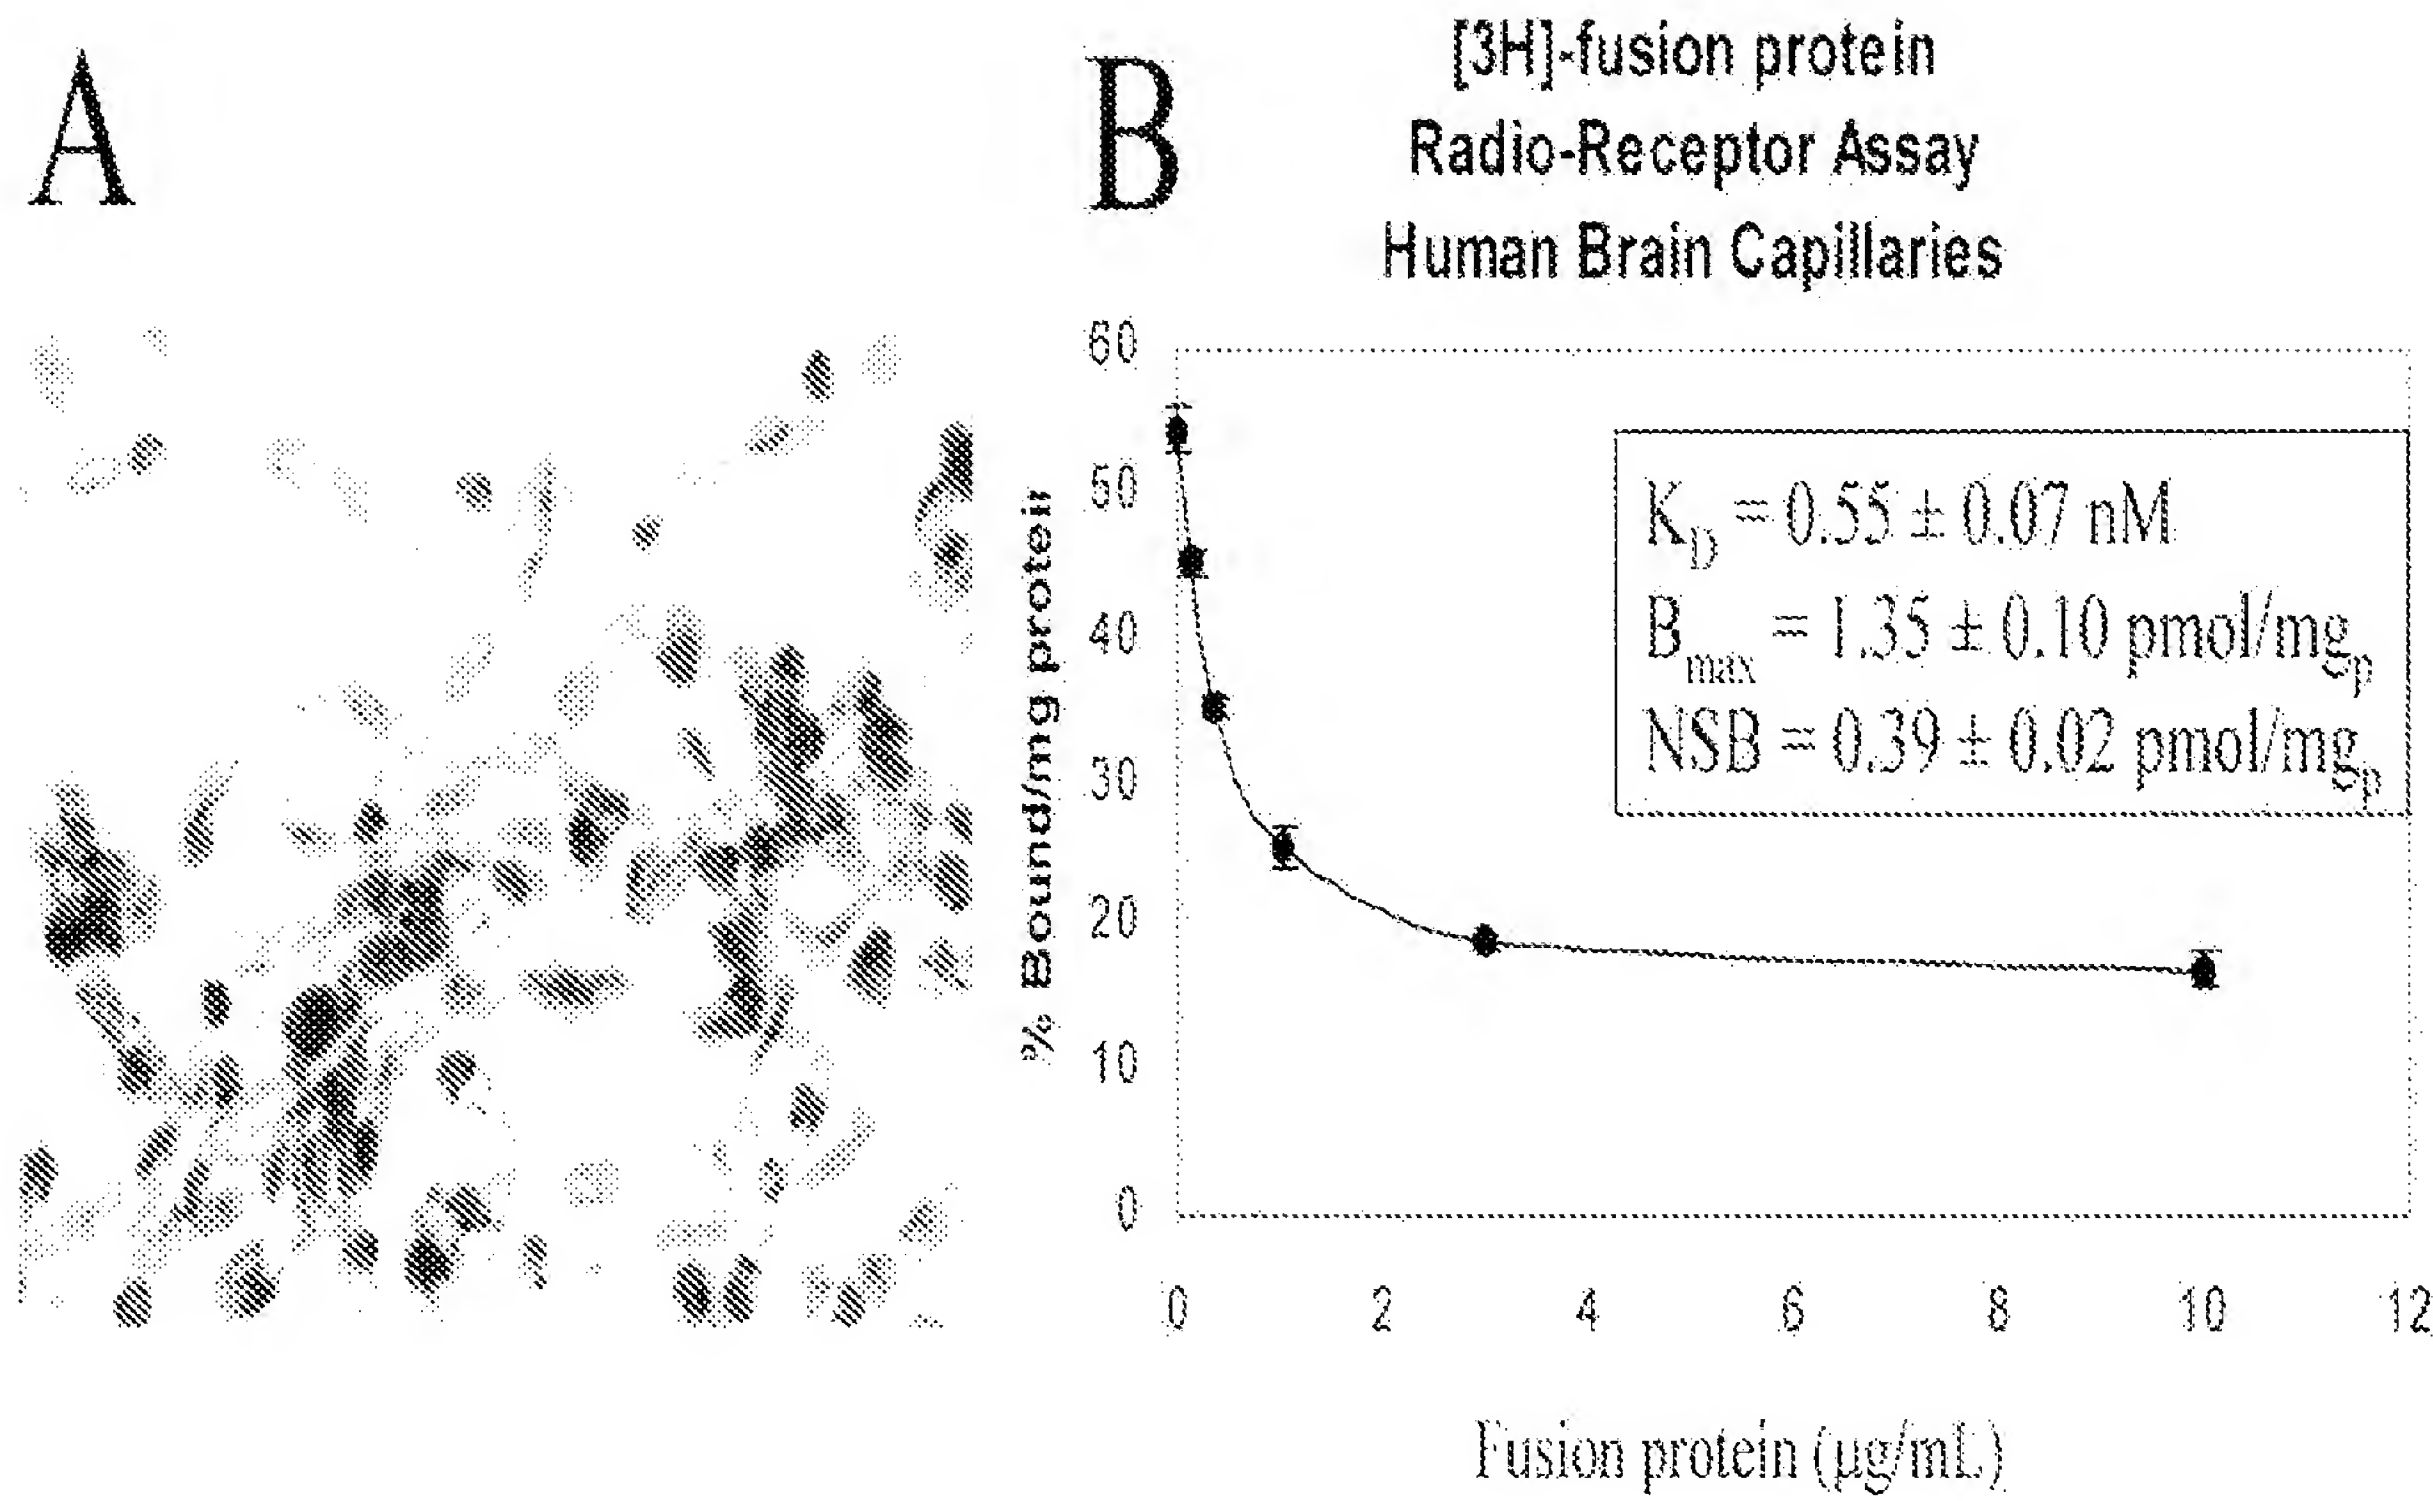 A
B
[3H]-fusion protein
Radio-Receptor Assay
Human Brain Capillaries
60
50
40
30
20
10
0
% Bound/mg protein
K_D = 0.55 ± 0.07 nM
B_max = 1.35 ± 0.10 pmol/mg_p
NSB = 0.39 ± 0.02 pmol/mg_p
0 2 4 6 8 10 12
Fusion protein (µg/mL)